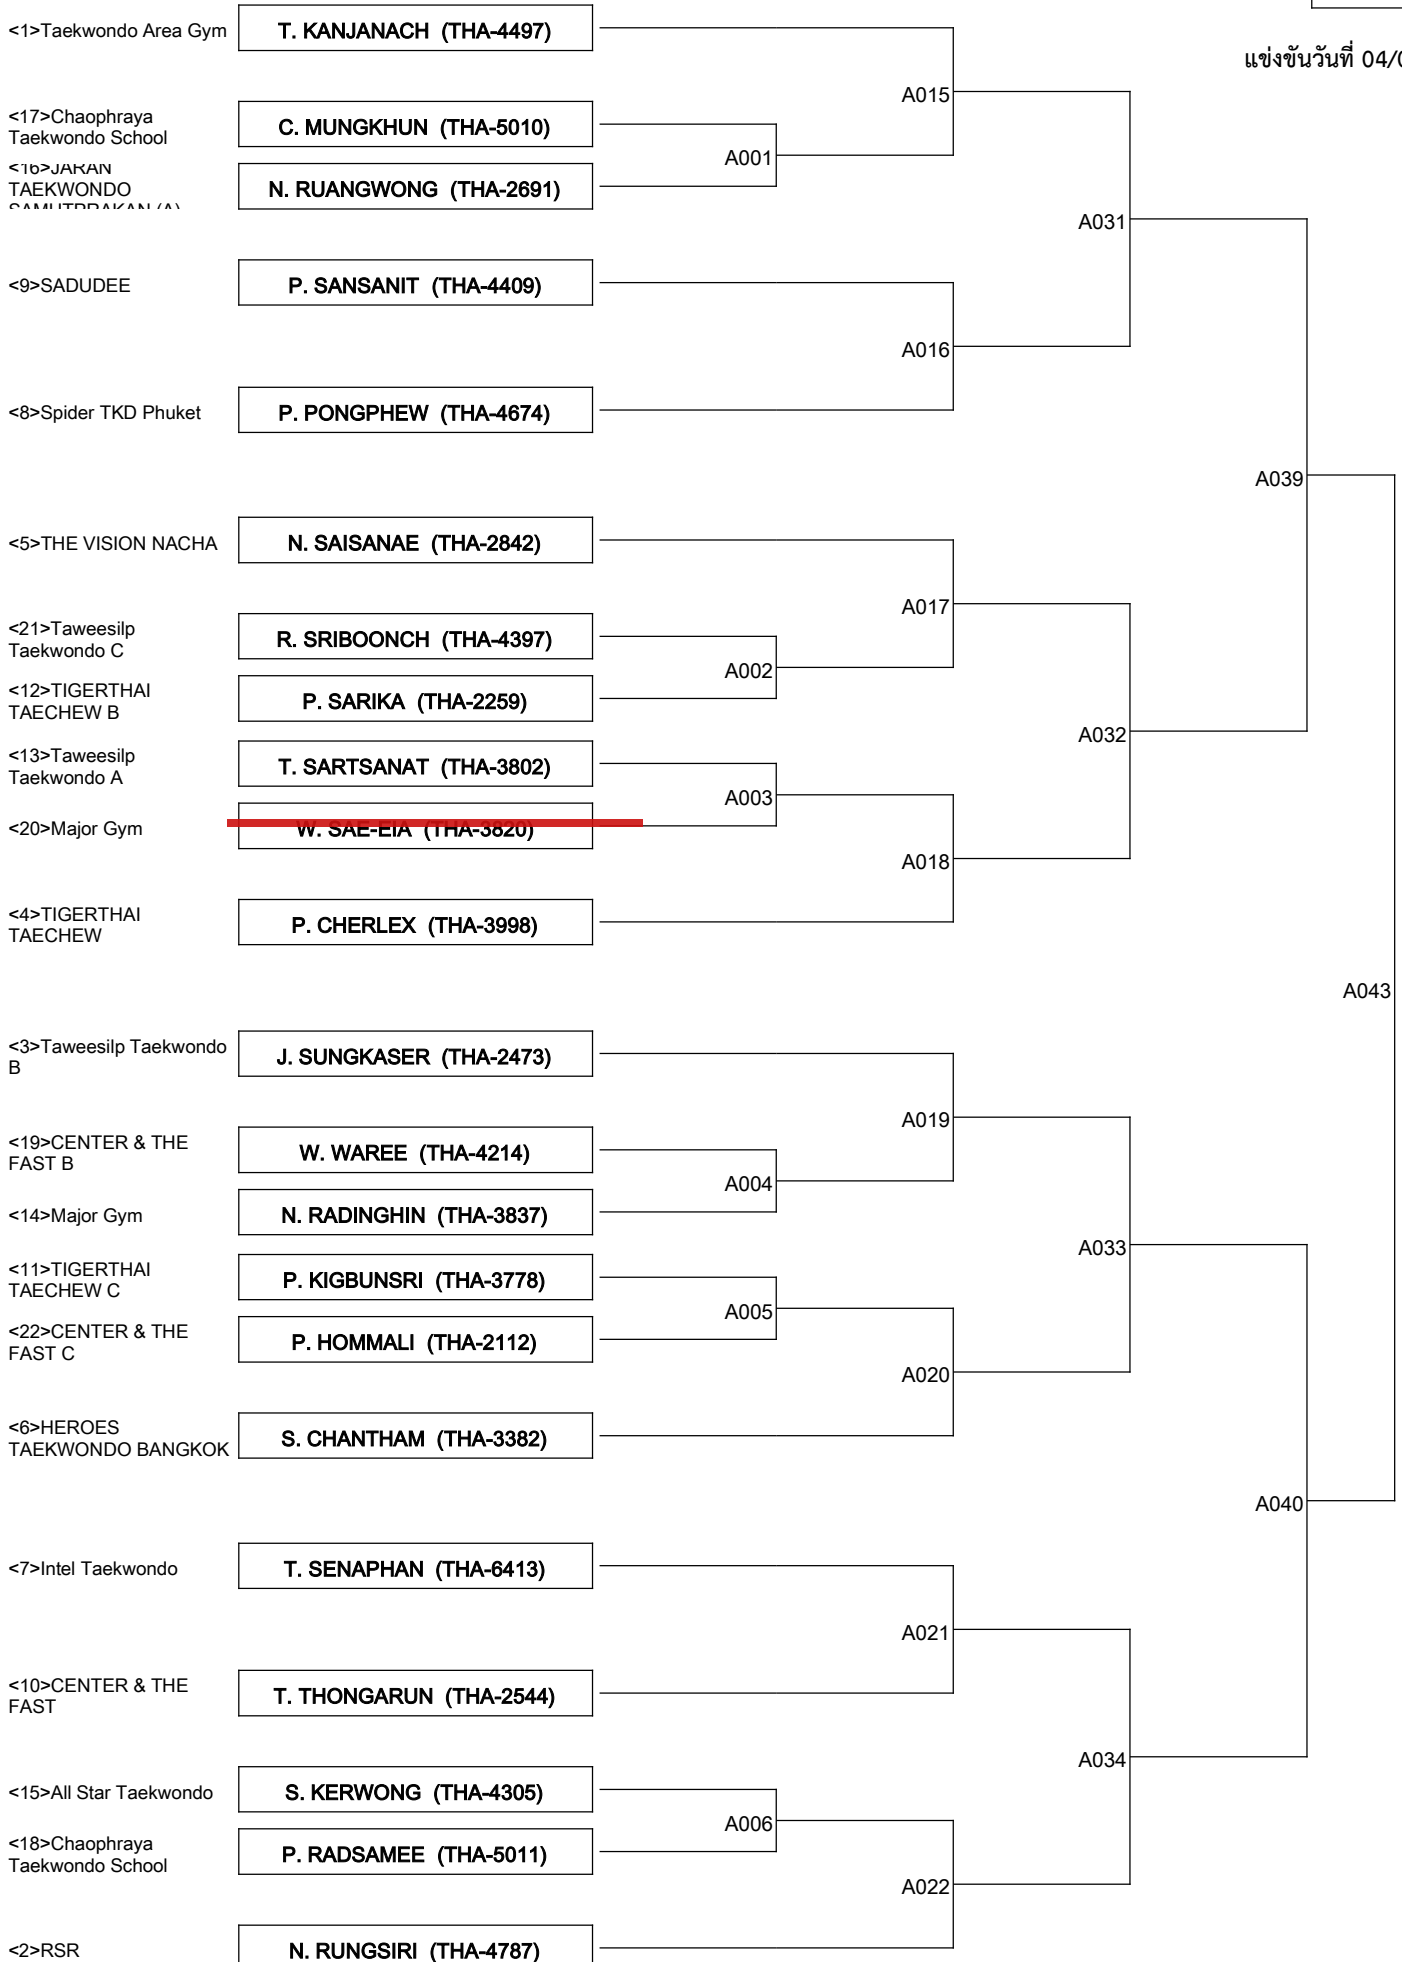 <1>Taekwondo Area Gym
T. KANJANACH (THA-4497)
แข่งขันวันที่ 04/0
A015
<17>Chaophraya
Taekwondo School
C. MUNGKHUN (THA-5010)
A001
<16>JARAN
TAEKWONDO
SAMUTPRAKAN (A)
N. RUANGWONG (THA-2691)
A031
<9>SADUDEE
P. SANSANIT (THA-4409)
A016
<8>Spider TKD Phuket
P. PONGPHEW (THA-4674)
A039
<5>THE VISION NACHA
N. SAISANAE (THA-2842)
A017
<21>Taweesilp
Taekwondo C
R. SRIBOONCH (THA-4397)
A002
<12>TIGERTHAI
TAECHEW B
P. SARIKA (THA-2259)
A032
<13>Taweesilp
Taekwondo A
T. SARTSANAT (THA-3802)
A003
<20>Major Gym
W. SAE-EIA (THA-3820)
A018
<4>TIGERTHAI
TAECHEW
P. CHERLEX (THA-3998)
A043
<3>Taweesilp Taekwondo
B
J. SUNGKASER (THA-2473)
A019
<19>CENTER & THE
FAST B
W. WAREE (THA-4214)
A004
<14>Major Gym
N. RADINGHIN (THA-3837)
A033
<11>TIGERTHAI
TAECHEW C
P. KIGBUNSRI (THA-3778)
A005
<22>CENTER & THE
FAST C
P. HOMMALI (THA-2112)
A020
<6>HEROES
TAEKWONDO BANGKOK
S. CHANTHAM (THA-3382)
A040
<7>Intel Taekwondo
T. SENAPHAN (THA-6413)
A021
<10>CENTER & THE
FAST
T. THONGARUN (THA-2544)
A034
<15>All Star Taekwondo
S. KERWONG (THA-4305)
A006
<18>Chaophraya
Taekwondo School
P. RADSAMEE (THA-5011)
A022
<2>RSR
N. RUNGSIRI (THA-4787)